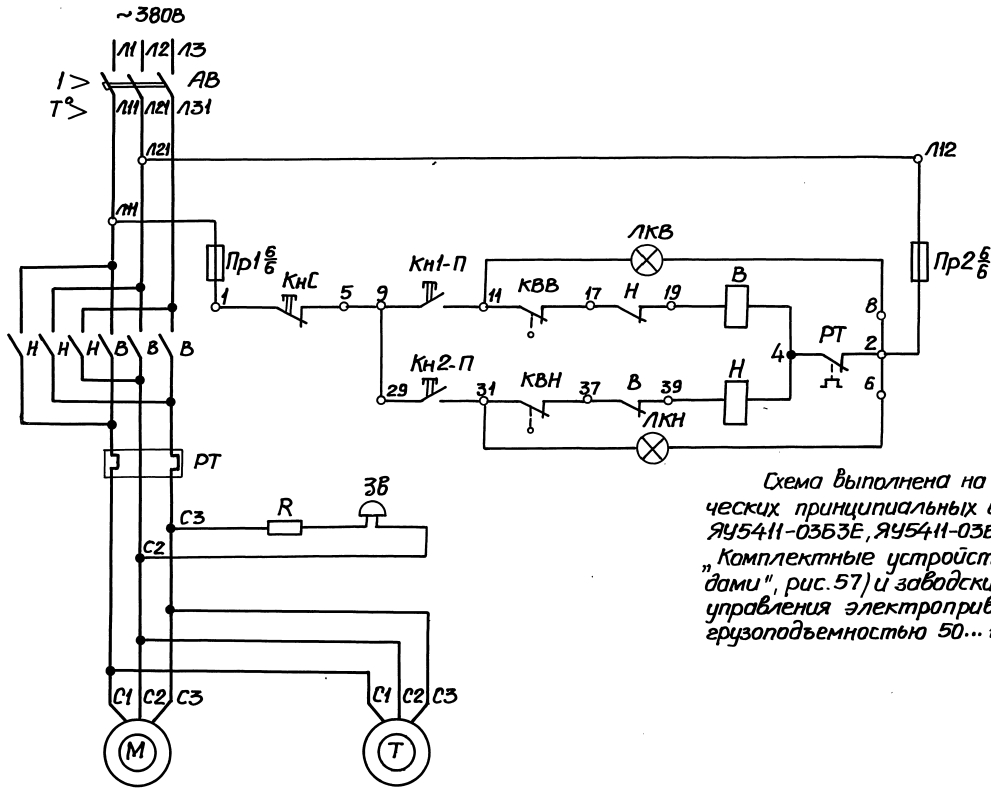 ~380В
Л1 Л2 Л3
I> АВ
Т°> Л11 Л21 Л31
Л21 Л12
Л11
Пр1 6/6 КнС Кн1-П ЛКВ Пр2 6/6
1 5 9 11 КВВ 17 Н 19 В 8
Н Н Н В В В
4 РТ 2
29 Кн2-П 31 КВН 37 В 39 Н 6
ЛКН
РТ
R ЗВ
С3
С2
С1 С2 С3 С1 С2 С3
М Т
Схема выполнена на
ческих принципиальных
ЯУ5411-03Б3Е, ЯУ5411-03
„Комплектные устройст
дами", рис. 57) и заводски
управления электроприв
грузоподъемностью 50...